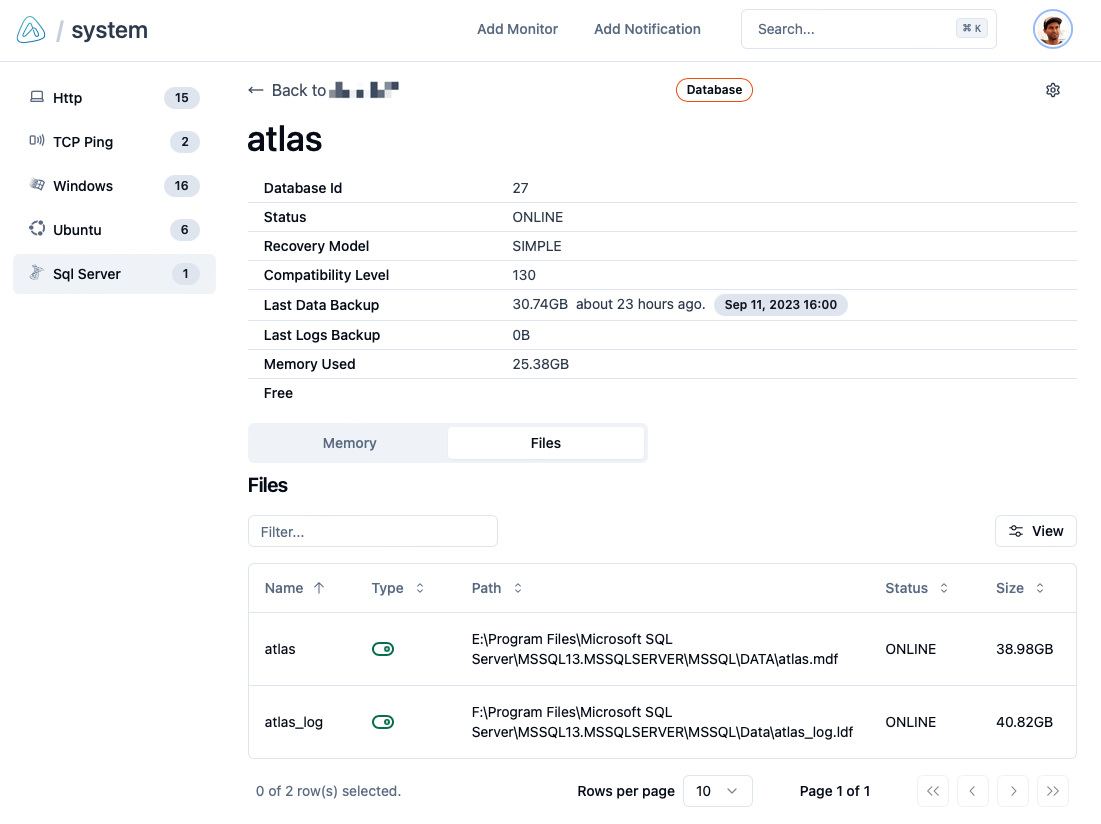 / system
Add Monitor
Add Notification
Search...
⌘ K
Http 15
TCP Ping 2
Windows 16
Ubuntu 6
Sql Server 1
← Back to
Database
atlas
Database Id 27
Status ONLINE
Recovery Model SIMPLE
Compatibility Level 130
Last Data Backup 30.74GB about 23 hours ago. Sep 11, 2023 16:00
Last Logs Backup 0B
Memory Used 25.38GB
Free
Memory Files
Files
Filter...
View
Name Type Path Status Size
atlas E:\Program Files\Microsoft SQL
Server\MSSQL13.MSSQLSERVER\MSSQL\DATA\atlas.mdf ONLINE 38.98GB
atlas_log F:\Program Files\Microsoft SQL
Server\MSSQL13.MSSQLSERVER\MSSQL\Data\atlas_log.ldf ONLINE 40.82GB
0 of 2 row(s) selected.
Rows per page 10
Page 1 of 1